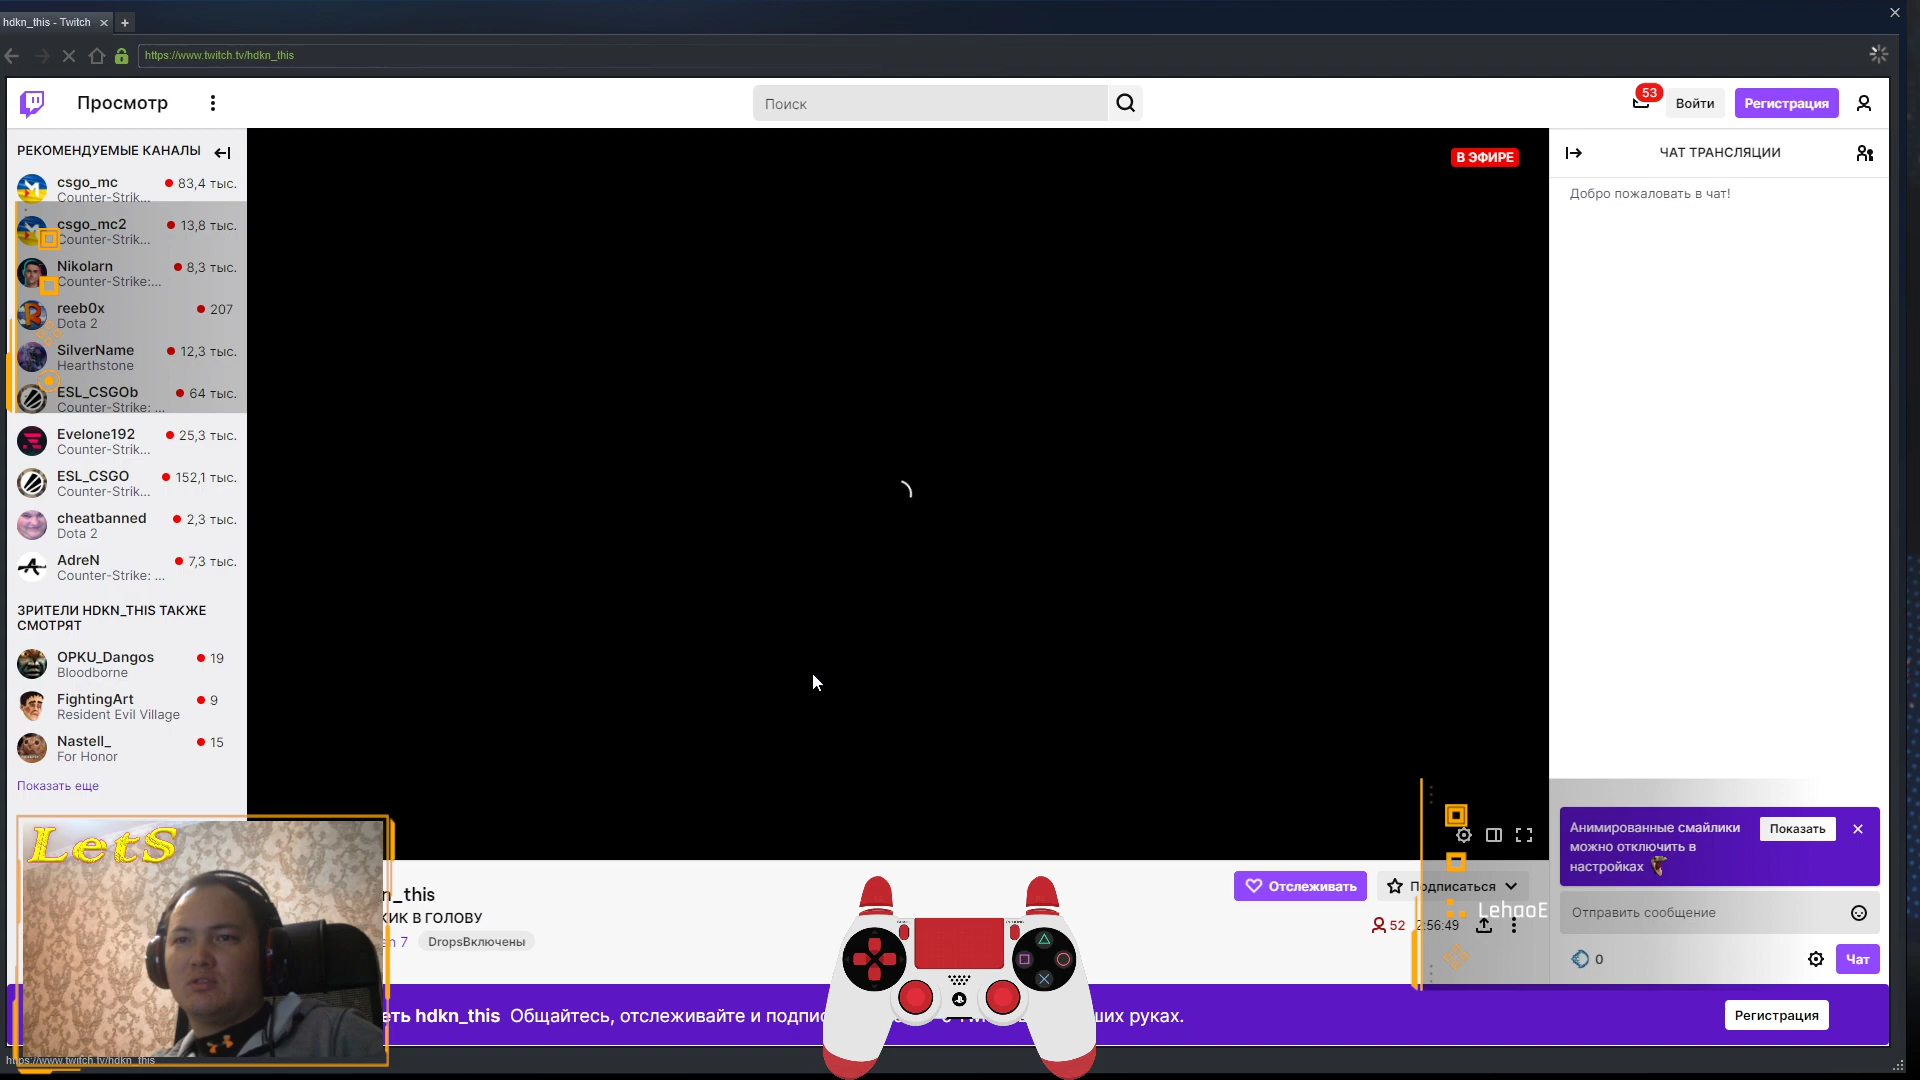 hdkn_this - Twitch
https://www.twitch.tv/hdkn_this
Просмотр
Поиск
53
Войти
Регистрация
РЕКОМЕНДУЕМЫЕ КАНАЛЫ
csgo_mc
83,4 тыс.
Counter-Strik...
csgo_mc2
13,8 тыс.
Counter-Strik...
Nikolarn
8,3 тыс.
Counter-Strike:...
reeb0x
207
Dota 2
SilverName
12,3 тыс.
Hearthstone
ESL_CSGOb
64 тыс.
Counter-Strike: ...
Evelone192
25,3 тыс.
Counter-Strik...
ESL_CSGO
152,1 тыс.
Counter-Strik...
cheatbanned
2,3 тыс.
Dota 2
AdreN
7,3 тыс.
Counter-Strike: ...
ЗРИТЕЛИ HDKN_THIS ТАКЖЕ
СМОТРЯТ
OPKU_Dangos
19
Bloodborne
FightingArt
9
Resident Evil Village
Nastell_
15
For Honor
Показать еще
В ЭФИРЕ
ЧАТ ТРАНСЛЯЦИИ
Добро пожаловать в чат!
LetS
n_this
КИК В ГОЛОВУ
n 7
DropsВключены
Отслеживать
Подписаться
52
2:56:49
LehaoE
Анимированные смайлики
можно отключить в
настройках
Показать
Отправить сообщение
0
Чат
еть hdkn_this Общайтесь, отслеживайте и подпис
ших руках.
Регистрация
https://www.twitch.tv/hdkn_this